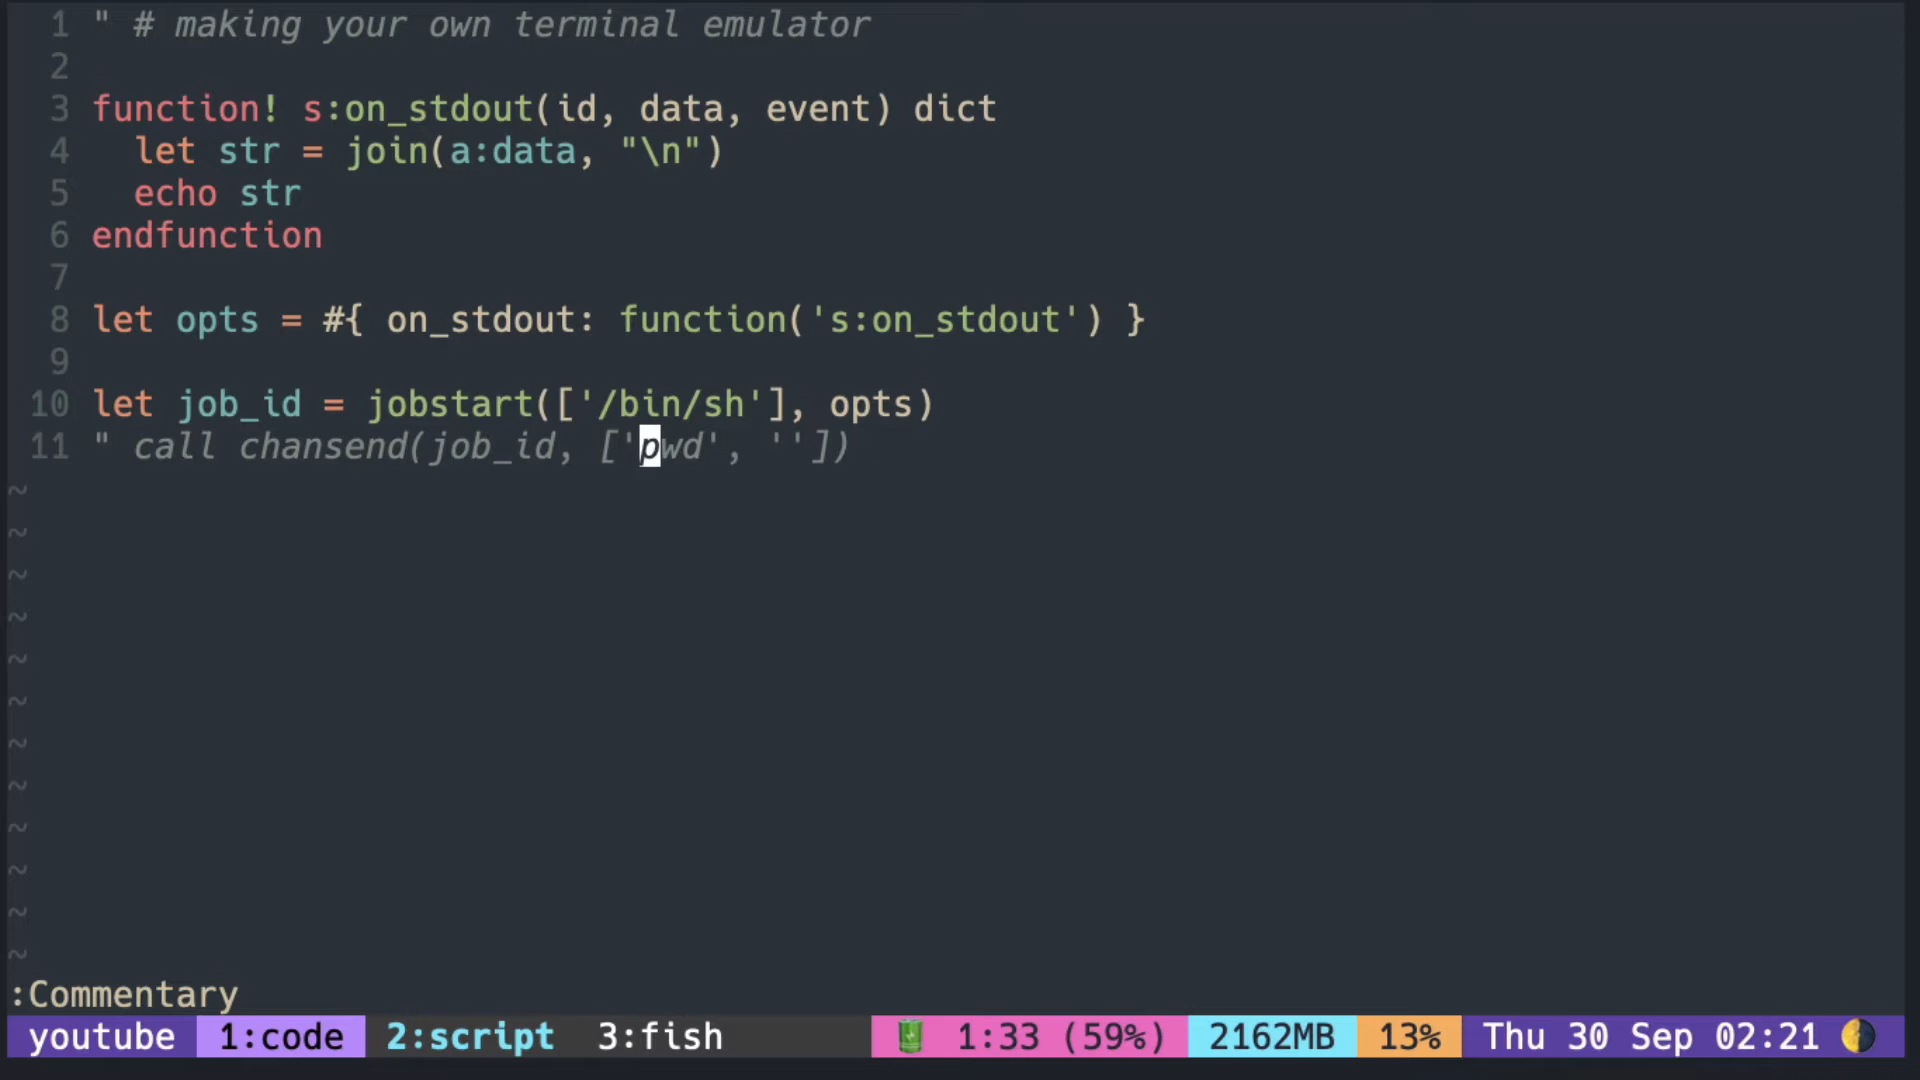 1 " # making your own terminal emulator
2
3 function! s:on_stdout(id, data, event) dict
4   let str = join(a:data, "\n")
5   echo str
6 endfunction
7
8 let opts = #{ on_stdout: function('s:on_stdout') }
9
10 let job_id = jobstart(['/bin/sh'], opts)
11 " call chansend(job_id, ['pwd', ''])
~
~
~
~
~
~
~
~
~
~
~
~
:Commentary
youtube 1:code 2:script 3:fish 1:33 (59%) 2162MB 13% Thu 30 Sep 02:21